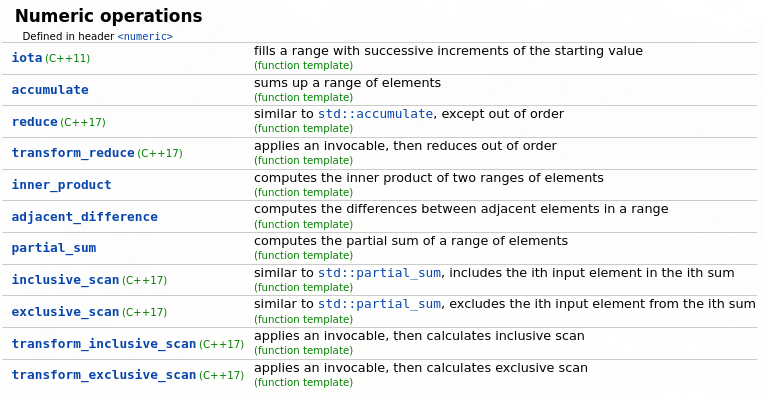 Numeric operations
Defined in header <numeric>
iota (C++11) fills a range with successive increments of the starting value
(function template)
accumulate sums up a range of elements
(function template)
reduce (C++17) similar to std::accumulate, except out of order
(function template)
transform_reduce (C++17) applies an invocable, then reduces out of order
(function template)
inner_product computes the inner product of two ranges of elements
(function template)
adjacent_difference computes the differences between adjacent elements in a range
(function template)
partial_sum computes the partial sum of a range of elements
(function template)
inclusive_scan (C++17) similar to std::partial_sum, includes the ith input element in the ith sum
(function template)
exclusive_scan (C++17) similar to std::partial_sum, excludes the ith input element from the ith sum
(function template)
transform_inclusive_scan (C++17) applies an invocable, then calculates inclusive scan
(function template)
transform_exclusive_scan (C++17) applies an invocable, then calculates exclusive scan
(function template)